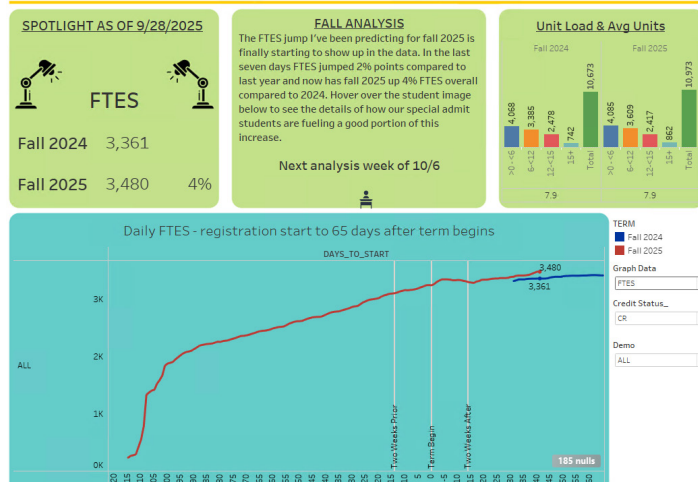 SPOTLIGHT AS OF 9/28/2025
FTES
Fall 2024 3,361
Fall 2025 3,480 4%
FALL ANALYSIS
The FTES jump I've been predicting for fall 2025 is
finally starting to show up in the data. In the last
seven days FTES jumped 2% points compared to
last year and now has fall 2025 up 4% FTES overall
compared to 2024. Hover over the student image
below to see the details of how our special admit
students are fueling a good portion of this
increase.
Next analysis week of 10/6
Unit Load & Avg Units
Fall 2024 Fall 2025
4,068 3,385 2,478 742 10,673 4,085 3,609 2,417 862 10,973
>0 -<6 6-<12 12-<15 15+ Total >0 -<6 6-<12 12-<15 15+ Total
7.9 7.9
Daily FTES - registration start to 65 days after term begins
DAYS_TO_START
3,480
3,361
3K
2K
ALL
1K
0K
Two Weeks Prior
Term Begin
Two Weeks After
185 nulls
TERM
Fall 2024
Fall 2025
Graph Data
FTES
Credit Status_
CR
Demo
ALL